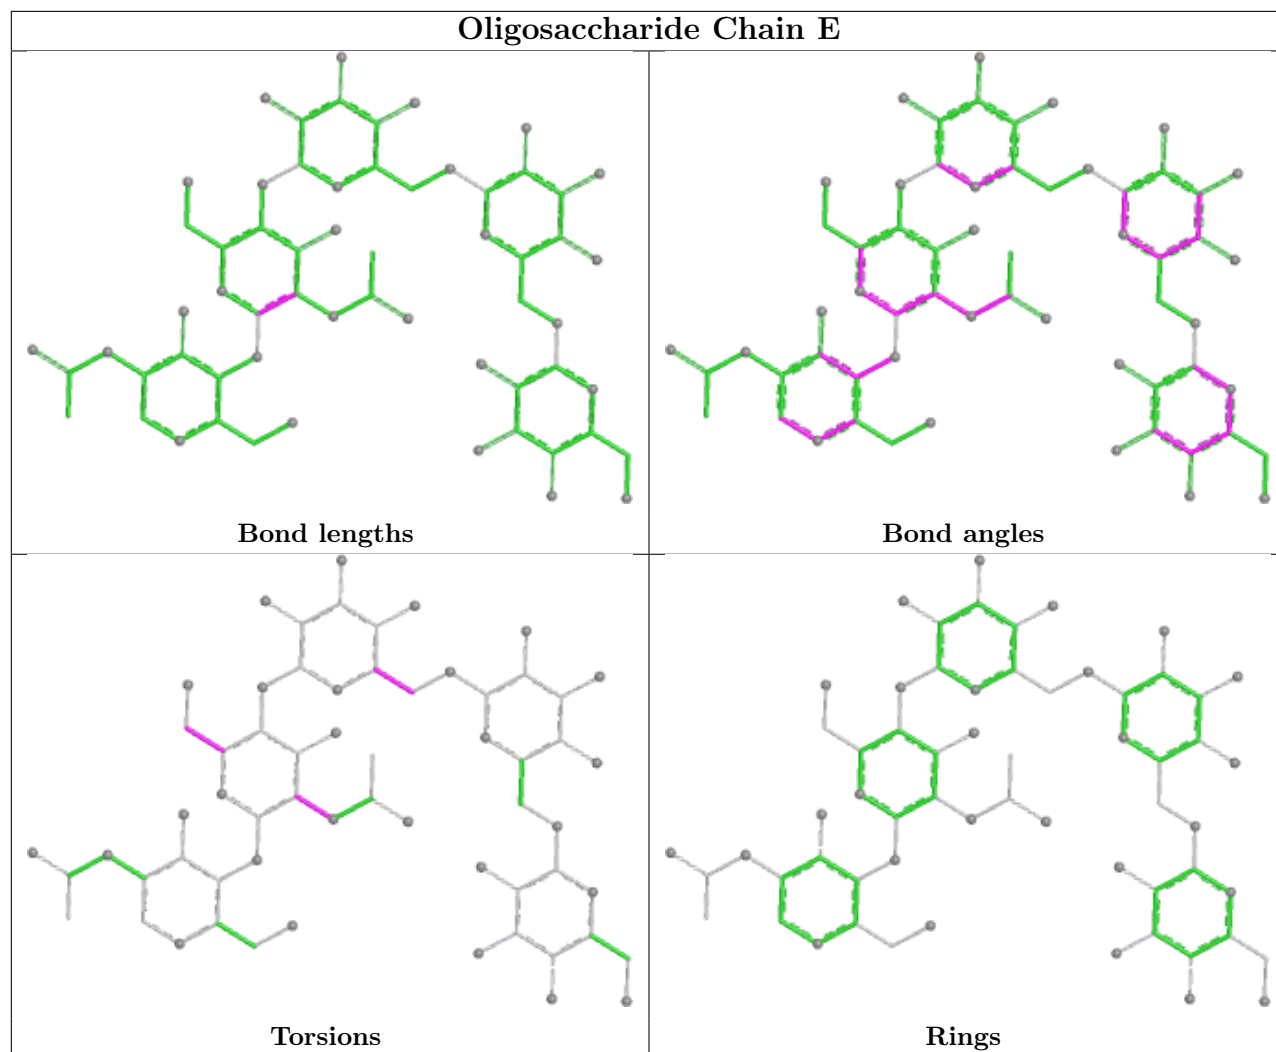 Oligosaccharide Chain E
Bond lengths
Bond angles
Torsions
Rings